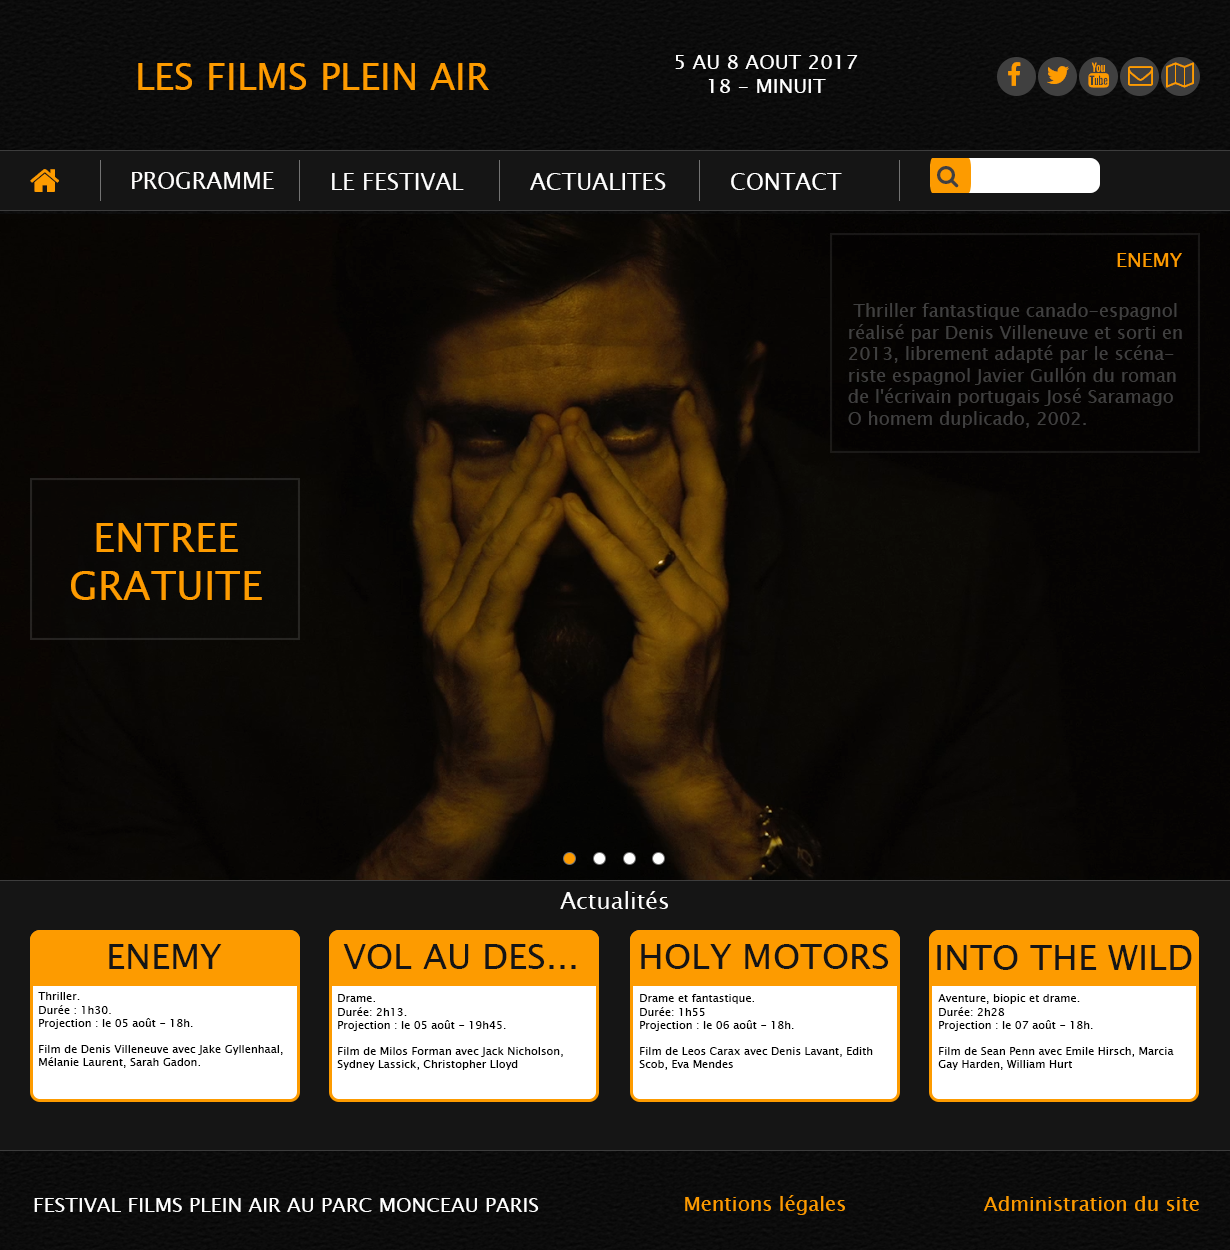 LES FILMS PLEIN AIR
5 AU 8 AOUT 2017
18 - MINUIT
You
Tube
PROGRAMME
LE FESTIVAL
ACTUALITES
CONTACT
ENEMY
Thriller fantastique canado-espagnol
réalisé par Denis Villeneuve et sorti en
2013, librement adapté par le scéna-
riste espagnol Javier Gullón du roman
de l'écrivain portugais José Saramago
O homem duplicado, 2002.
ENTREE
GRATUITE
Actualités
ENEMY
Thriller.
Durée : 1h30.
Projection : le 05 août - 18h.
Film de Denis Villeneuve avec Jake Gyllenhaal,
Mélanie Laurent, Sarah Gadon.
VOL AU DES...
Drame.
Durée: 2h13.
Projection : le 05 août - 19h45.
Film de Milos Forman avec Jack Nicholson,
Sydney Lassick, Christopher Lloyd
HOLY MOTORS
Drame et fantastique.
Durée: 1h55
Projection : le 06 août - 18h.
Film de Leos Carax avec Denis Lavant, Edith
Scob, Eva Mendes
INTO THE WILD
Aventure, biopic et drame.
Durée: 2h28
Projection : le 07 août - 18h.
Film de Sean Penn avec Emile Hirsch, Marcia
Gay Harden, William Hurt
FESTIVAL FILMS PLEIN AIR AU PARC MONCEAU PARIS
Mentions légales
Administration du site